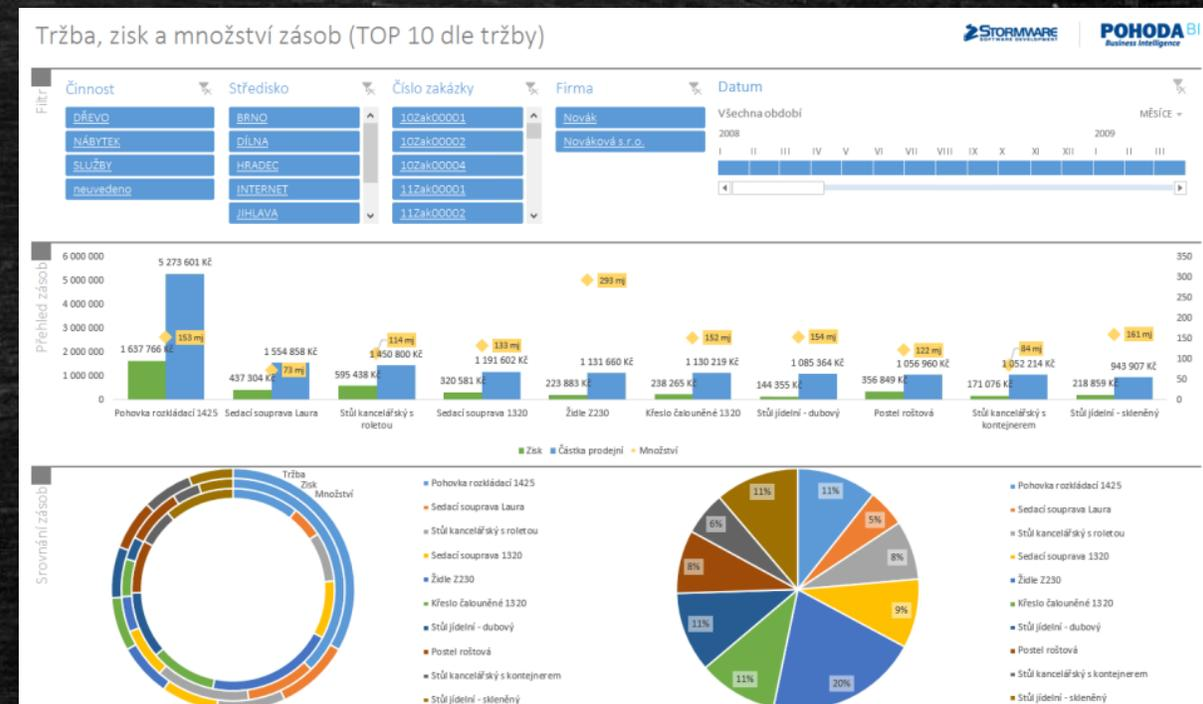 Tržba, zisk a množství zásob (TOP 10 dle tržby)
STORMWARE
SOFTWARE DEVELOPMENT
POHODA BI
Business Intelligence
Filtr
Činnost
DŘEVO
NÁBYTEK
SLUŽBY
neuvedeno
Středisko
BRNO
DÍLNA
HRADEC
INTERNET
JIHLAVA
Číslo zakázky
10Zak00001
10Zak00002
10Zak00004
11Zak00001
11Zak00002
Firma
Novák
Nováková s.r.o.
Datum
Všechna období
MĚSÍCE
2008 2009
I II III IV V VI VII VIII IX X XI XII I II III
Přehled zásob
6 000 000
5 000 000
4 000 000
3 000 000
2 000 000
1 000 000
0
350
300
250
200
150
100
50
0
1 637 766 Kč
5 273 601 Kč
153 mj
437 304 Kč
1 554 858 Kč
73 mj
595 438 Kč
1 450 800 Kč
114 mj
320 581 Kč
1 191 602 Kč
133 mj
223 883 Kč
1 131 660 Kč
293 mj
238 265 Kč
1 130 219 Kč
152 mj
144 355 Kč
1 085 364 Kč
154 mj
356 849 Kč
1 056 960 Kč
122 mj
171 076 Kč
1 052 214 Kč
84 mj
218 859 Kč
943 907 Kč
161 mj
Pohovka rozkládací 1425
Sedací souprava Laura
Stůl kancelářský s
roletou
Sedací souprava 1320
Židle Z230
Křeslo čalouněné 1320
Stůl jídelní - dubový
Postel roštová
Stůl kancelářský s
kontejnerem
Stůl jídelní - skleněný
Zisk Částka prodejní Množství
Srovnání zásob
Tržba
Zisk
Množství
Pohovka rozkládací 1425
Sedací souprava Laura
Stůl kancelářský s roletou
Sedací souprava 1320
Židle Z230
Křeslo čalouněné 1320
Stůl jídelní - dubový
Postel roštová
Stůl kancelářský s kontejnerem
Stůl jídelní - skleněný
11%
5%
8%
9%
20%
11%
11%
8%
6%
11%
Pohovka rozkládací 1425
Sedací souprava Laura
Stůl kancelářský s roletou
Sedací souprava 1320
Židle Z230
Křeslo čalouněné 1320
Stůl jídelní - dubový
Postel roštová
Stůl kancelářský s kontejnerem
Stůl jídelní - skleněný